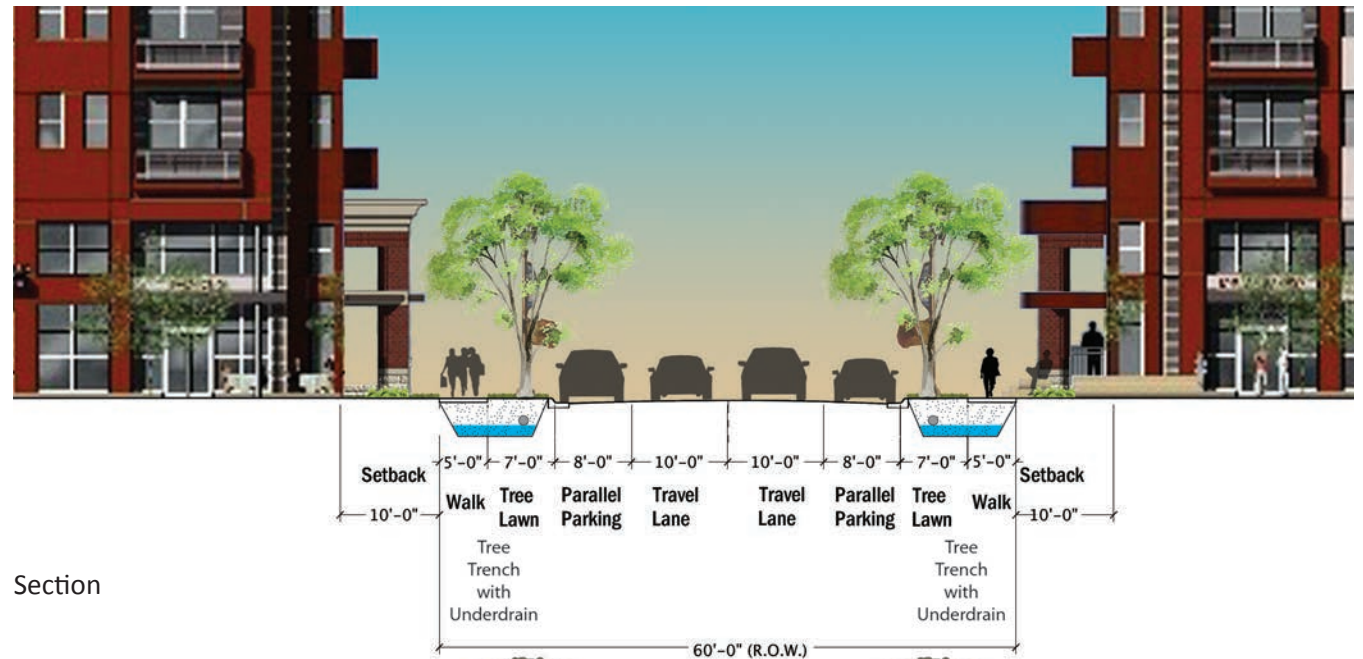 5'-0" 7'-0" 8'-0" 10'-0" 10'-0" 8'-0" 7'-0" 5'-0"
Setback
Walk
Tree
Lawn
Parallel
Parking
Travel
Lane
Travel
Lane
Parallel
Parking
Tree
Lawn
Walk
Setback
10'-0"
10'-0"
Tree
Trench
with
Underdrain
Tree
Trench
with
Underdrain
Section
60'-0" (R.O.W.)